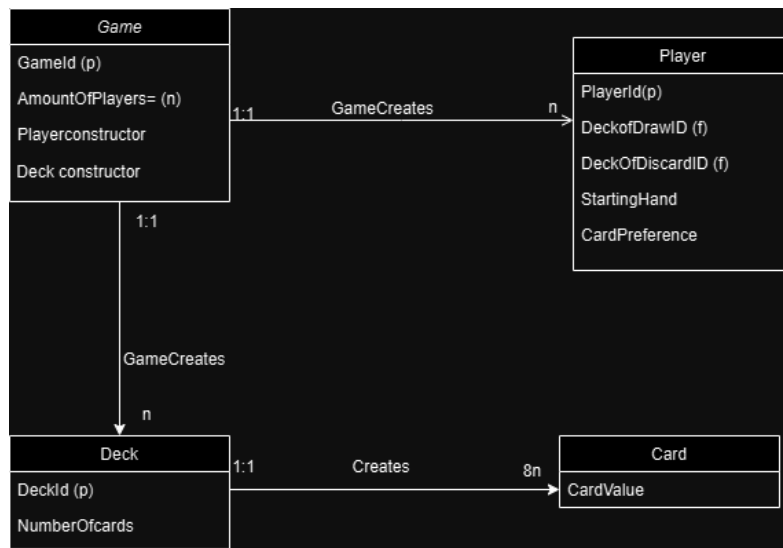 Game
GameId (p)
AmountOfPlayers= (n)
Playerconstructor
Deck constructor
1:1
GameCreates
n
Player
PlayerId(p)
DeckofDrawID (f)
DeckOfDiscardID (f)
StartingHand
CardPreference
1:1
GameCreates
n
Deck
DeckId (p)
NumberOfcards
1:1
Creates
8n
Card
CardValue